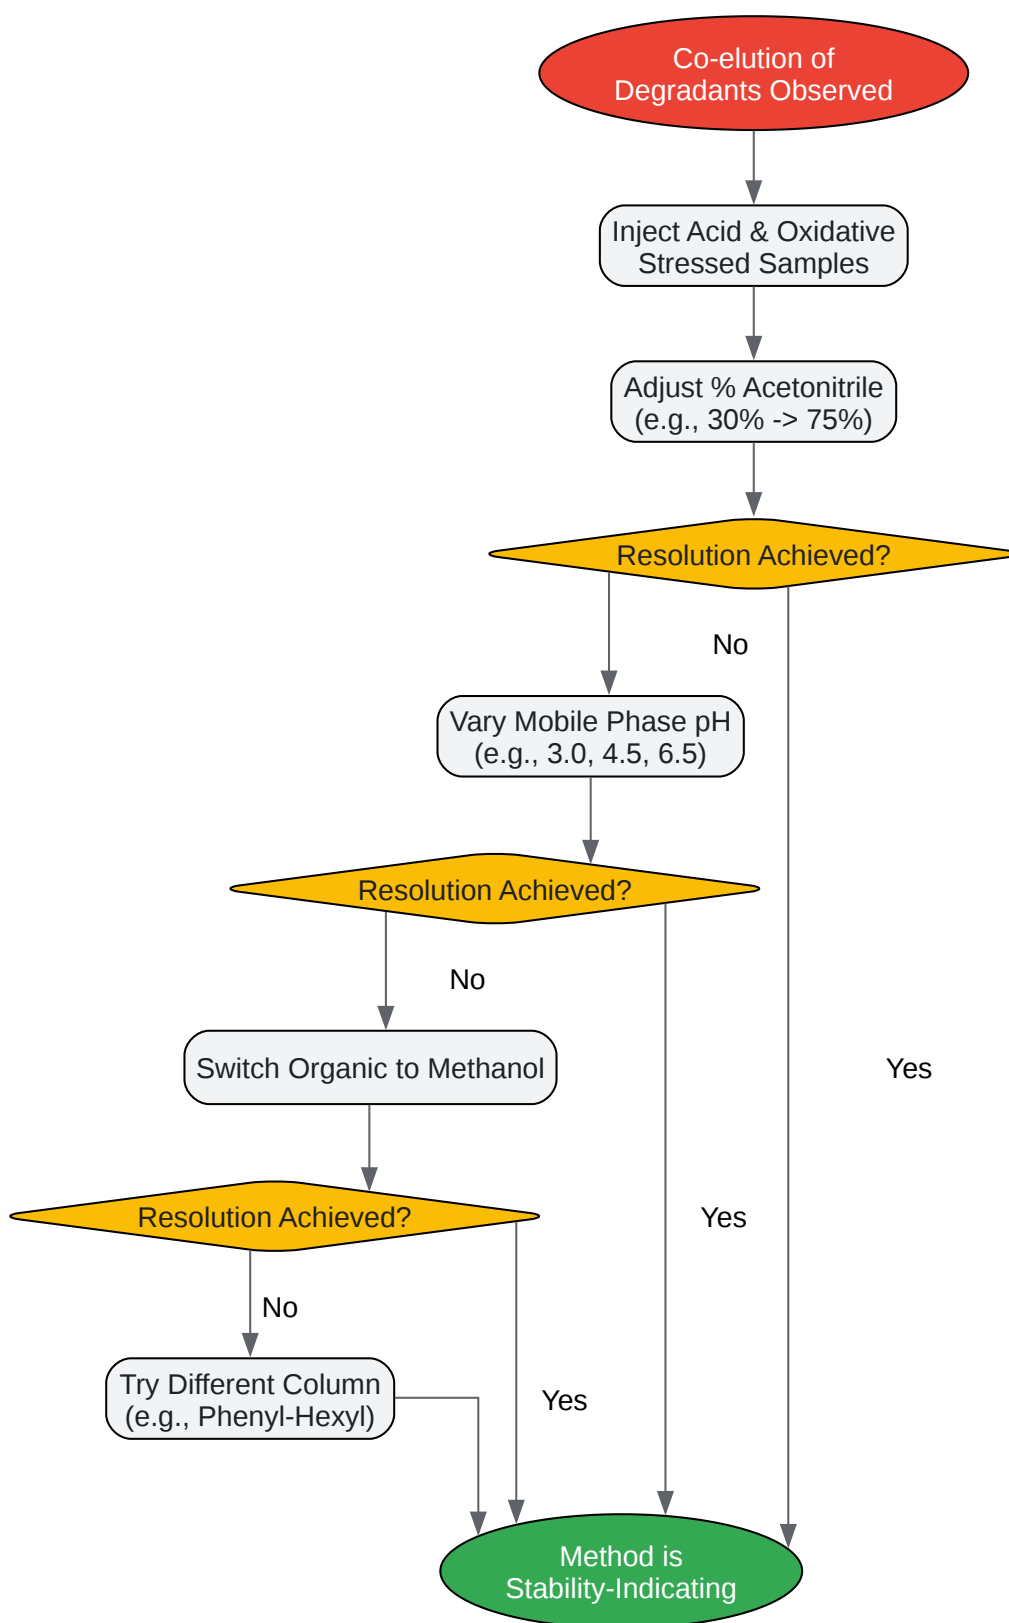 Co-elution of
Degradants Observed
Inject Acid & Oxidative
Stressed Samples
Adjust % Acetonitrile
(e.g., 30% -> 75%)
Resolution Achieved?
No
Vary Mobile Phase pH
(e.g., 3.0, 4.5, 6.5)
Resolution Achieved?
No
Switch Organic to Methanol
Yes
Resolution Achieved?
Yes
No
Try Different Column
(e.g., Phenyl-Hexyl)
Yes
Method is
Stability-Indicating